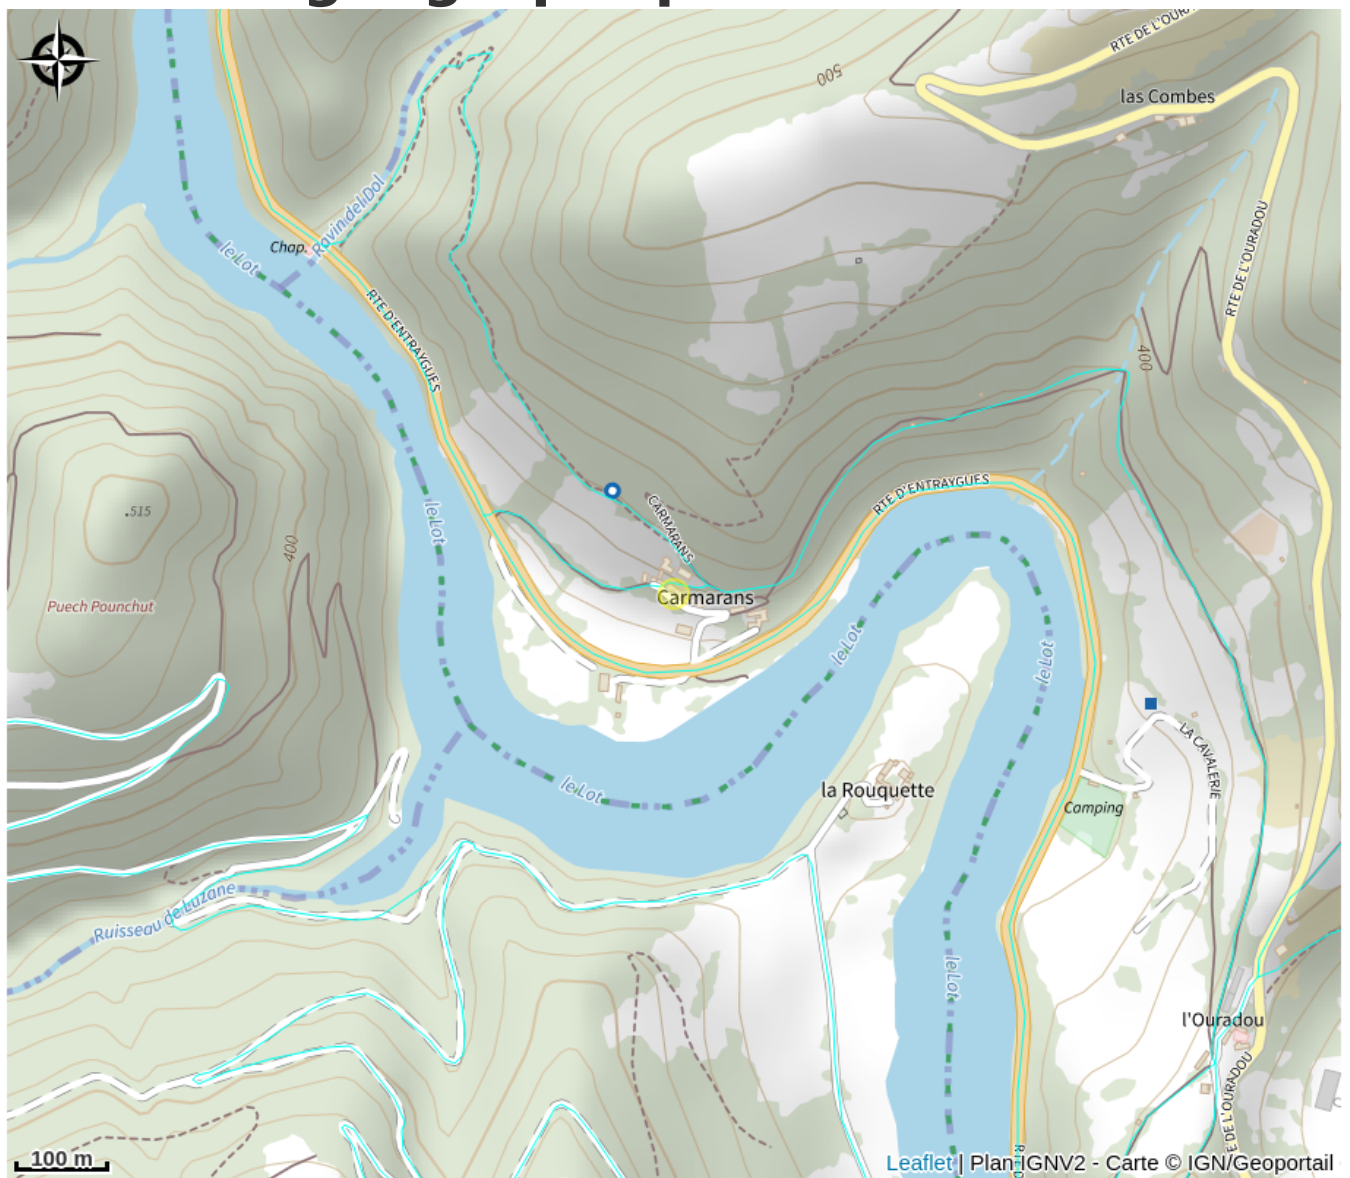 RTE DE L'OUR
las Combes
500
Ravin del Dol
Chap.
le Lot
RTE DE L'OURADOU
RTE D'ENTRAYGUES
400
RTE D'ENTRAYGUES
CARMARANS
.515
le Lot
400
Puech Pounchut
Carmarans
le Lot
le Lot
LA CAVALERIE
le Lot
la Rouquette
Camping
Ruisseau de Luzane
le Lot
l'Ouradou
E DE L'OURADOU
100 m
Leaflet | Plan IGNV2 - Carte © IGN/Geoportail